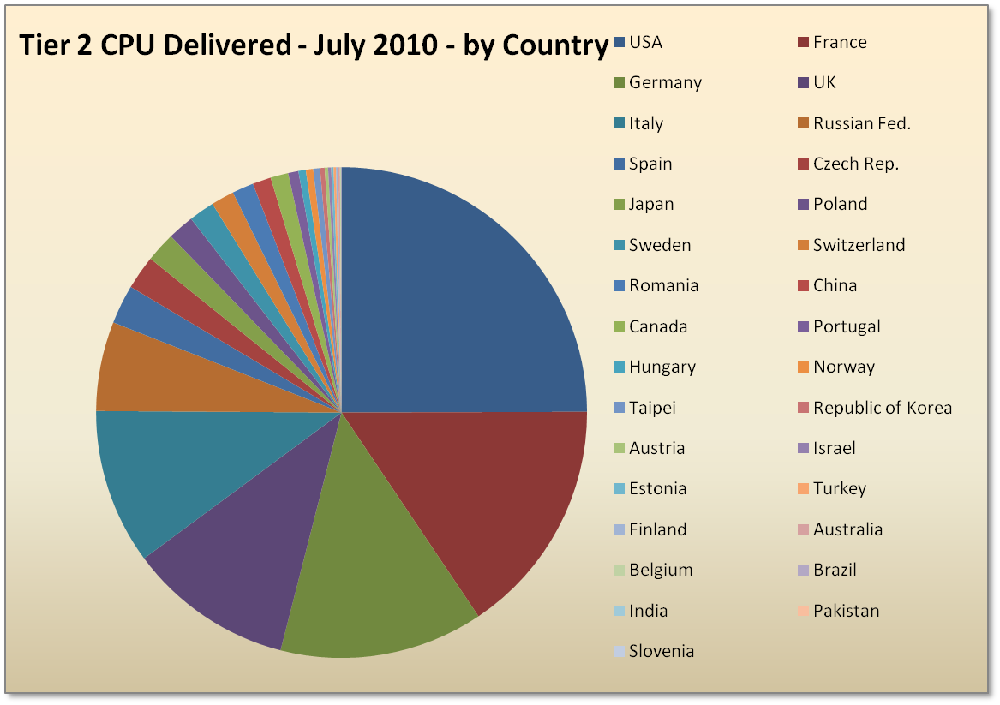 Tier 2 CPU Delivered - July 2010 - by Country
USA France
Germany UK
Italy Russian Fed.
Spain Czech Rep.
Japan Poland
Sweden Switzerland
Romania China
Canada Portugal
Hungary Norway
Taipei Republic of Korea
Austria Israel
Estonia Turkey
Finland Australia
Belgium Brazil
India Pakistan
Slovenia